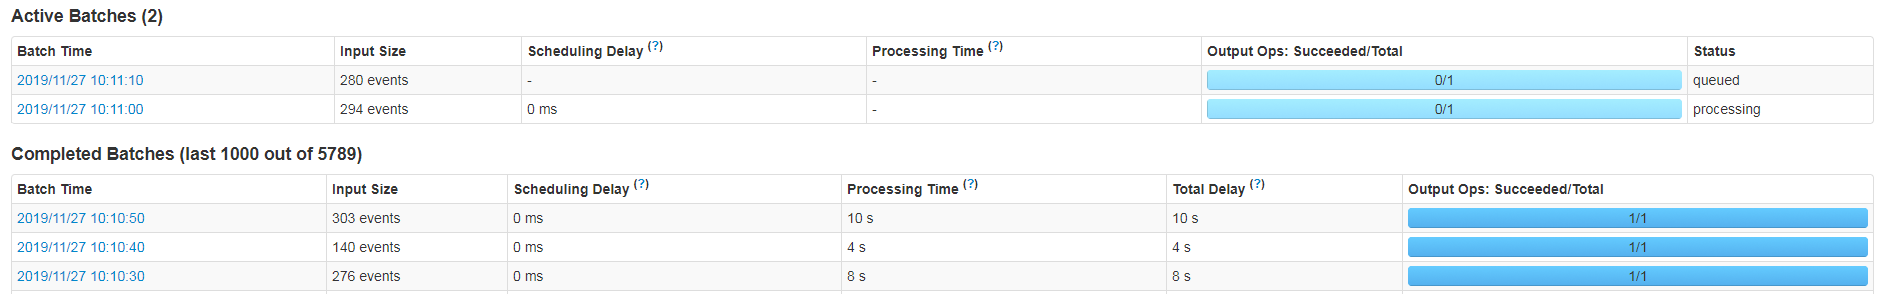 Active Batches (2)
Batch Time Input Size Scheduling Delay (?) Processing Time (?) Output Ops: Succeeded/Total Status
2019/11/27 10:11:10 280 events - - 0/1 queued
2019/11/27 10:11:00 294 events 0 ms - 0/1 processing
Completed Batches (last 1000 out of 5789)
Batch Time Input Size Scheduling Delay (?) Processing Time (?) Total Delay (?) Output Ops: Succeeded/Total
2019/11/27 10:10:50 303 events 0 ms 10 s 10 s 1/1
2019/11/27 10:10:40 140 events 0 ms 4 s 4 s 1/1
2019/11/27 10:10:30 276 events 0 ms 8 s 8 s 1/1